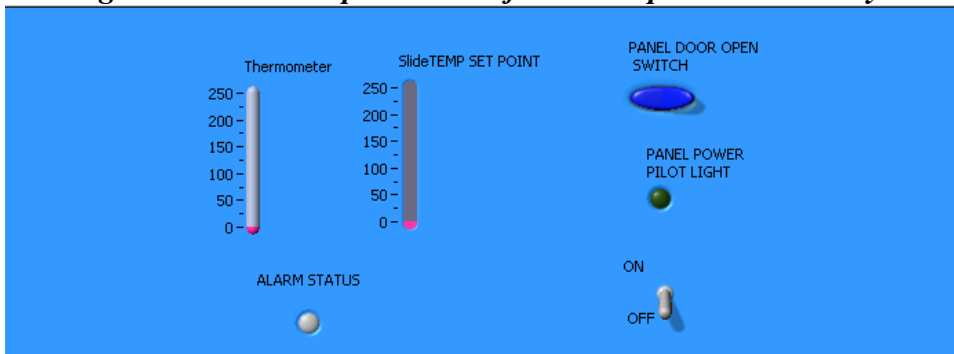 Thermometer
250
200
150
100
50
0
SlideTEMP SET POINT
250
200
150
100
50
0
PANEL DOOR OPEN
SWITCH
PANEL POWER
PILOT LIGHT
ALARM STATUS
ON
OFF